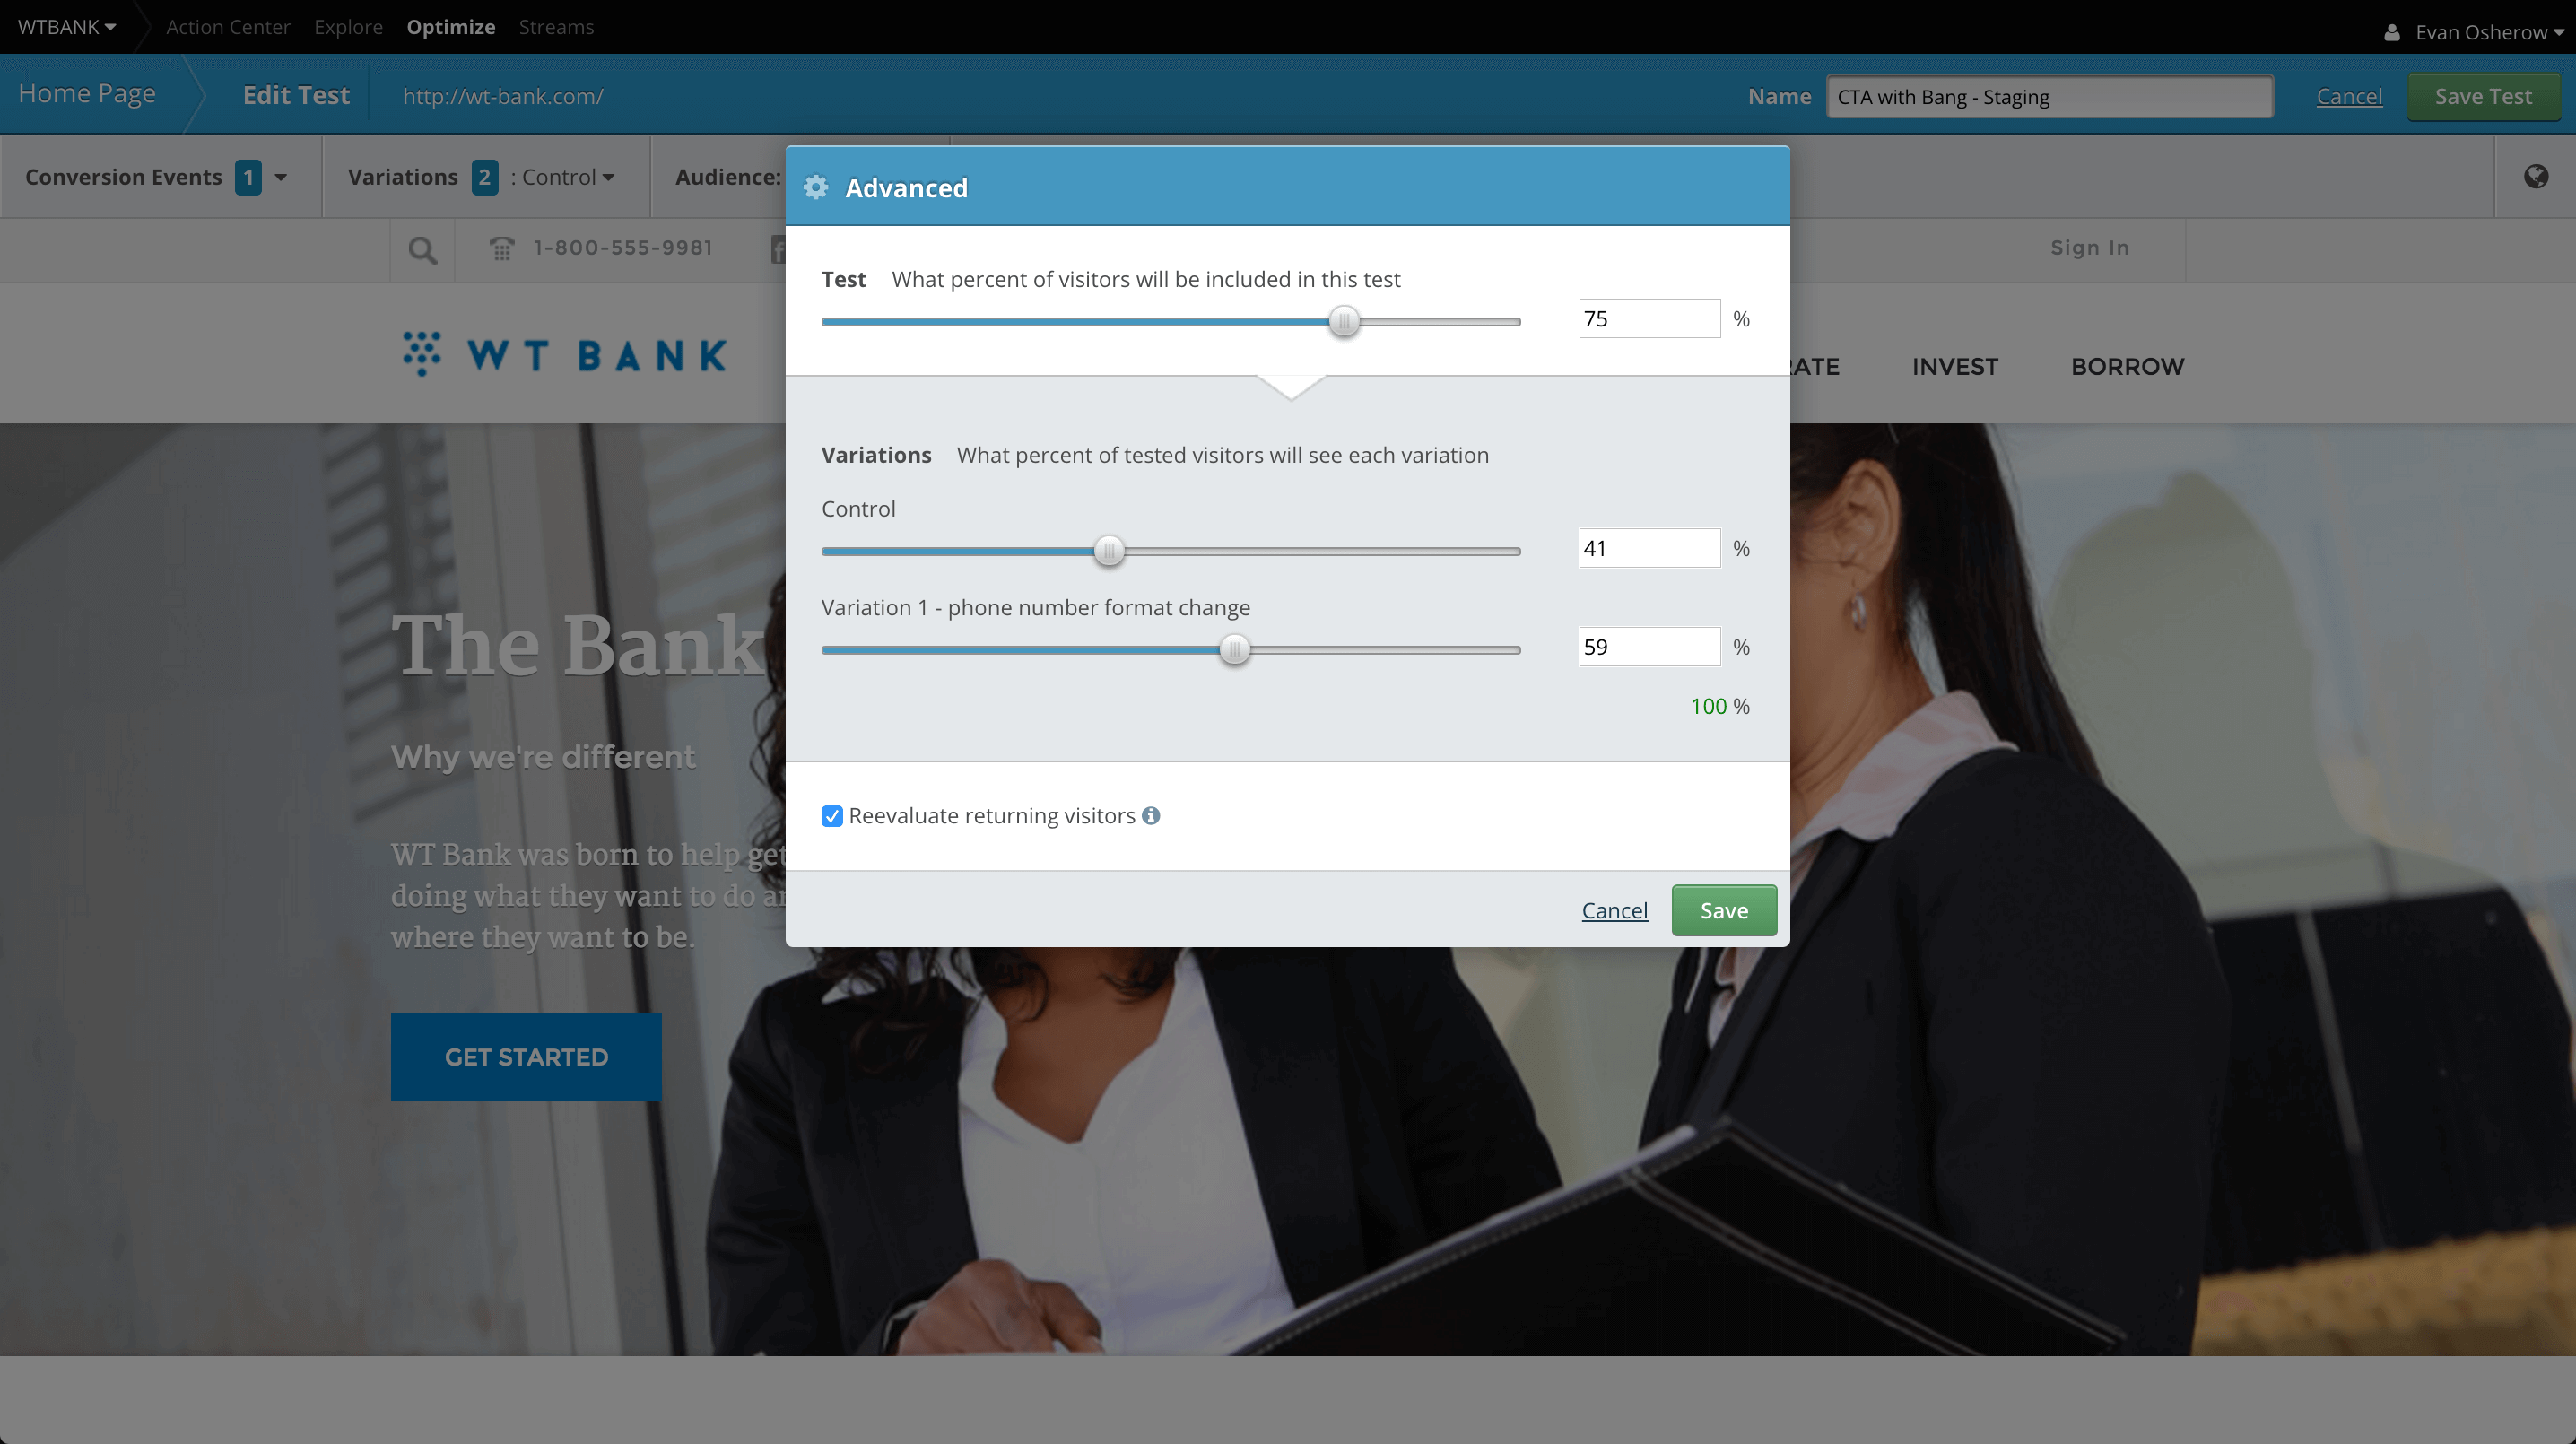 WTBANK Action Center Explore Optimize Streams Evan Osherow
Home Page Edit Test http://wt-bank.com/ Name CTA with Bang - Staging Cancel Save Test
Conversion Events 1 Variations 2 : Control Audience:
Advanced
1-800-555-9981 Sign In
Test What percent of visitors will be included in this test
75 %
WT BANK INVEST BORROW
Variations What percent of tested visitors will see each variation
Control
41 %
Variation 1 - phone number format change
59 %
100 %
The Bank
Why we're different
Reevaluate returning visitors
WT Bank was born to help get
doing what they want to do
where they want to be.
Cancel Save
GET STARTED